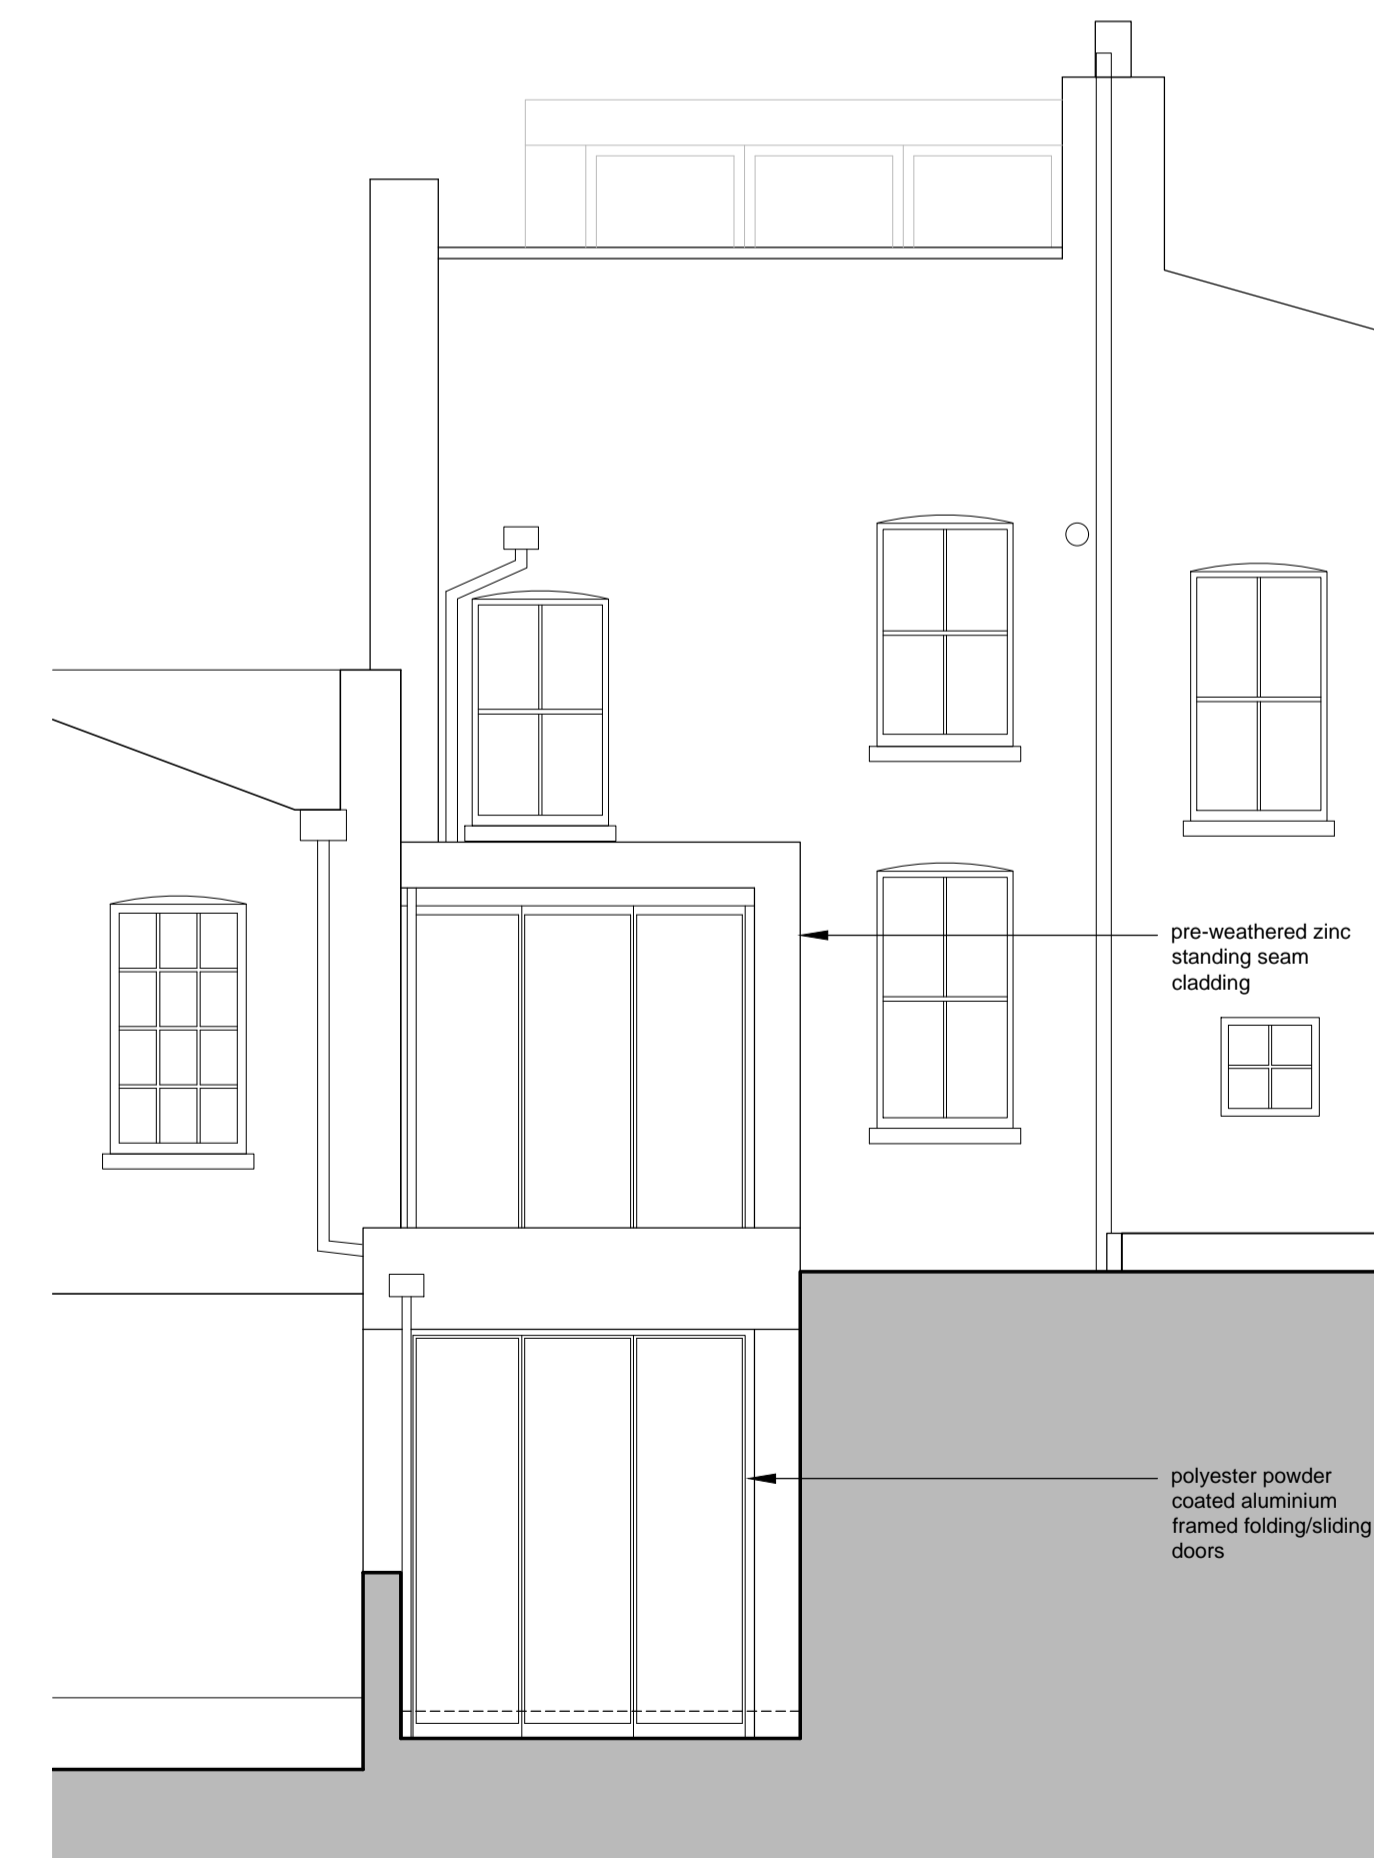 pre-weathered zinc
standing seam
cladding
polyester powder
coated aluminium
framed folding/sliding
doors